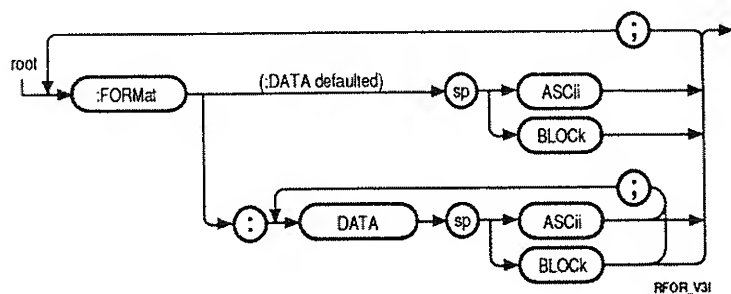 ;
root
:FORMat
(:DATA defaulted)
sp
ASCii
BLOCk
;
:
DATA
sp
ASCii
BLOCk
RFOR_V3I